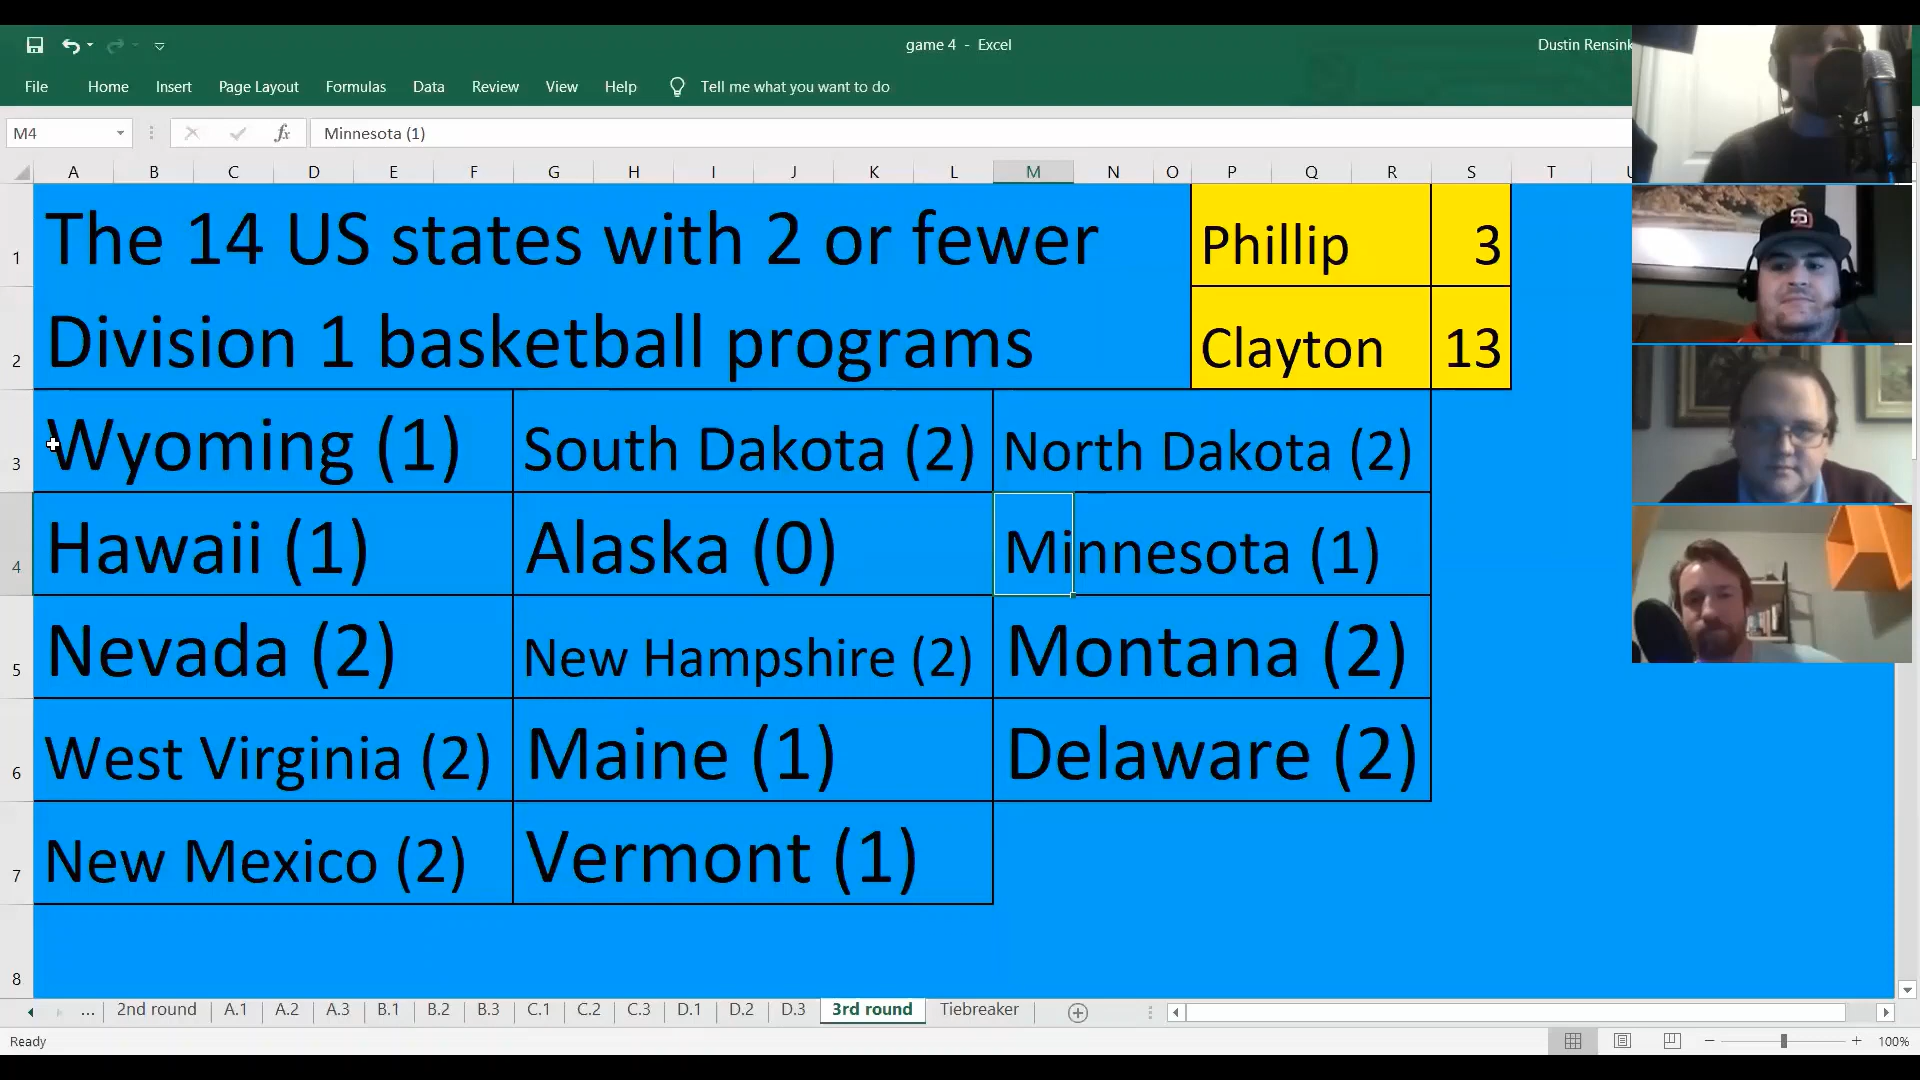 game 4 - Excel
Dustin Rensink
File Home Insert Page Layout Formulas Data Review View Help Tell me what you want to do
M4 fx Minnesota (1)
A B C D E F G H I J K L M N O P Q R S T
1 The 14 US states with 2 or fewer Phillip 3
2 Division 1 basketball programs Clayton 13
3 Wyoming (1) South Dakota (2) North Dakota (2)
4 Hawaii (1) Alaska (0) Minnesota (1)
5 Nevada (2) New Hampshire (2) Montana (2)
6 West Virginia (2) Maine (1) Delaware (2)
7 New Mexico (2) Vermont (1)
8
... 2nd round A.1 A.2 A.3 B.1 B.2 B.3 C.1 C.2 C.3 D.1 D.2 D.3 3rd round Tiebreaker
Ready 100%